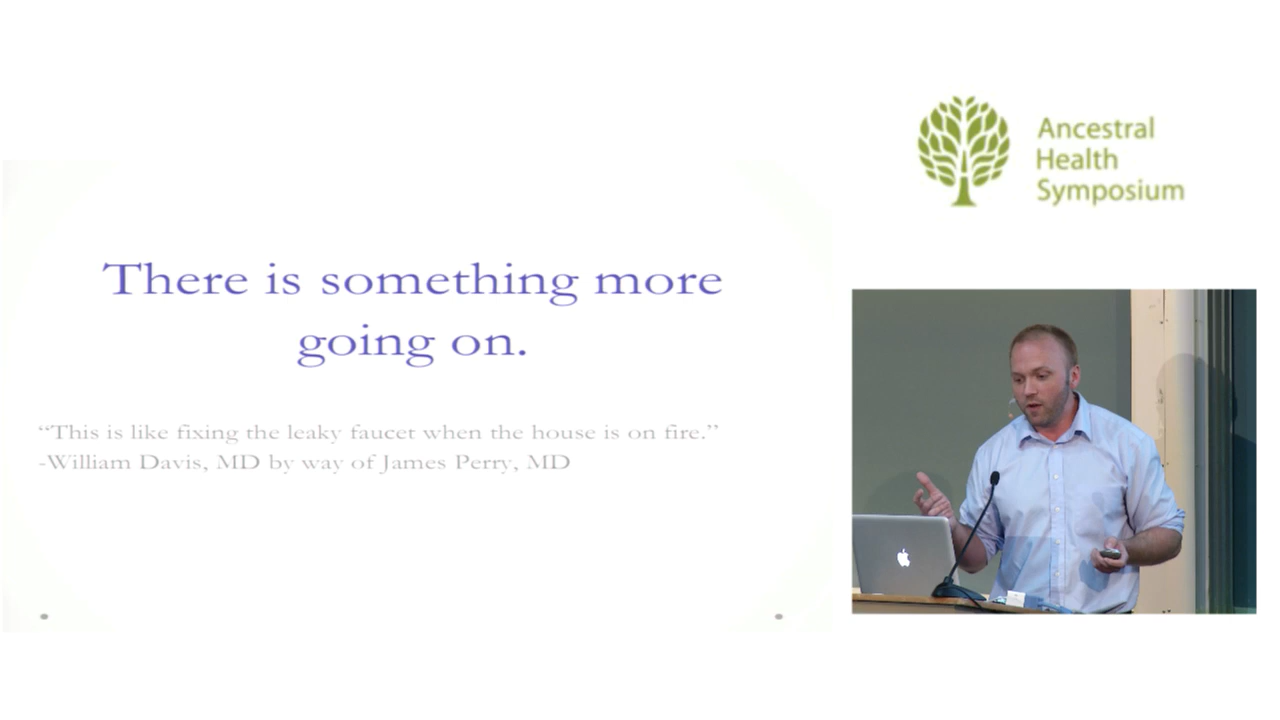 There is something more
going on.
“This is like fixing the leaky faucet when the house is on fire.”
-William Davis, MD by way of James Perry, MD
Ancestral
Health
Symposium